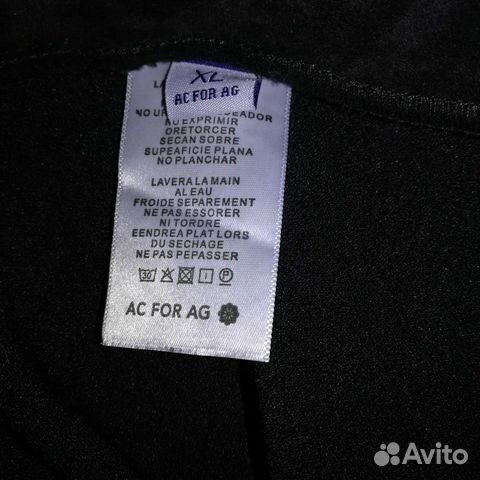 XL
AC FOR AG
LA
NO EXPRIMIR
ORETORCER
SECAN SOBRE
SUPEAFICIE PLANA
NO PLANCHAR
LAVERA LA MAIN
AL EAU
FROIDE SEPAREMENT
NE PAS ESSORER
NI TORDRE
EENDREA PLAT LORS
DU SECHAGE
NE PAS PEPASSER
30
AC FOR AG
Avito